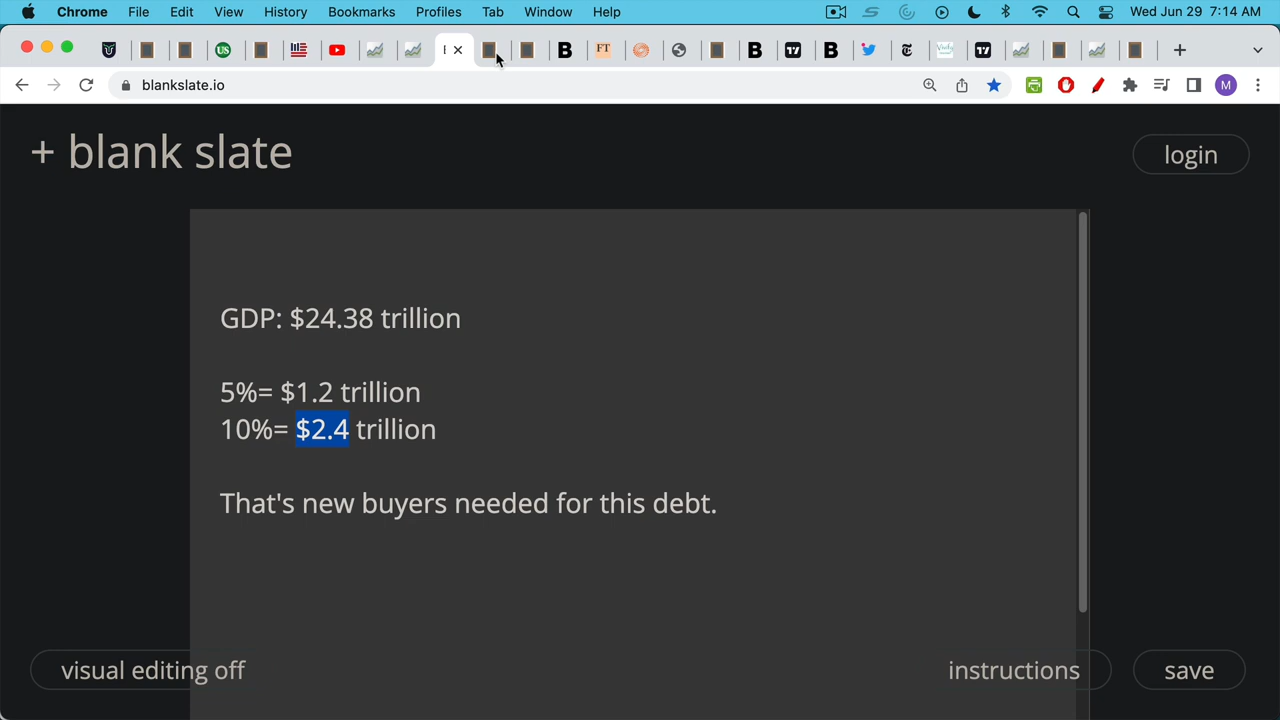 Chrome File Edit View History Bookmarks Profiles Tab Window Help Wed Jun 29 7:14 AM
blankslate.io
M
+ blank slate
login
GDP: $24.38 trillion
5%= $1.2 trillion
10%= $2.4 trillion
That's new buyers needed for this debt.
visual editing off
instructions
save